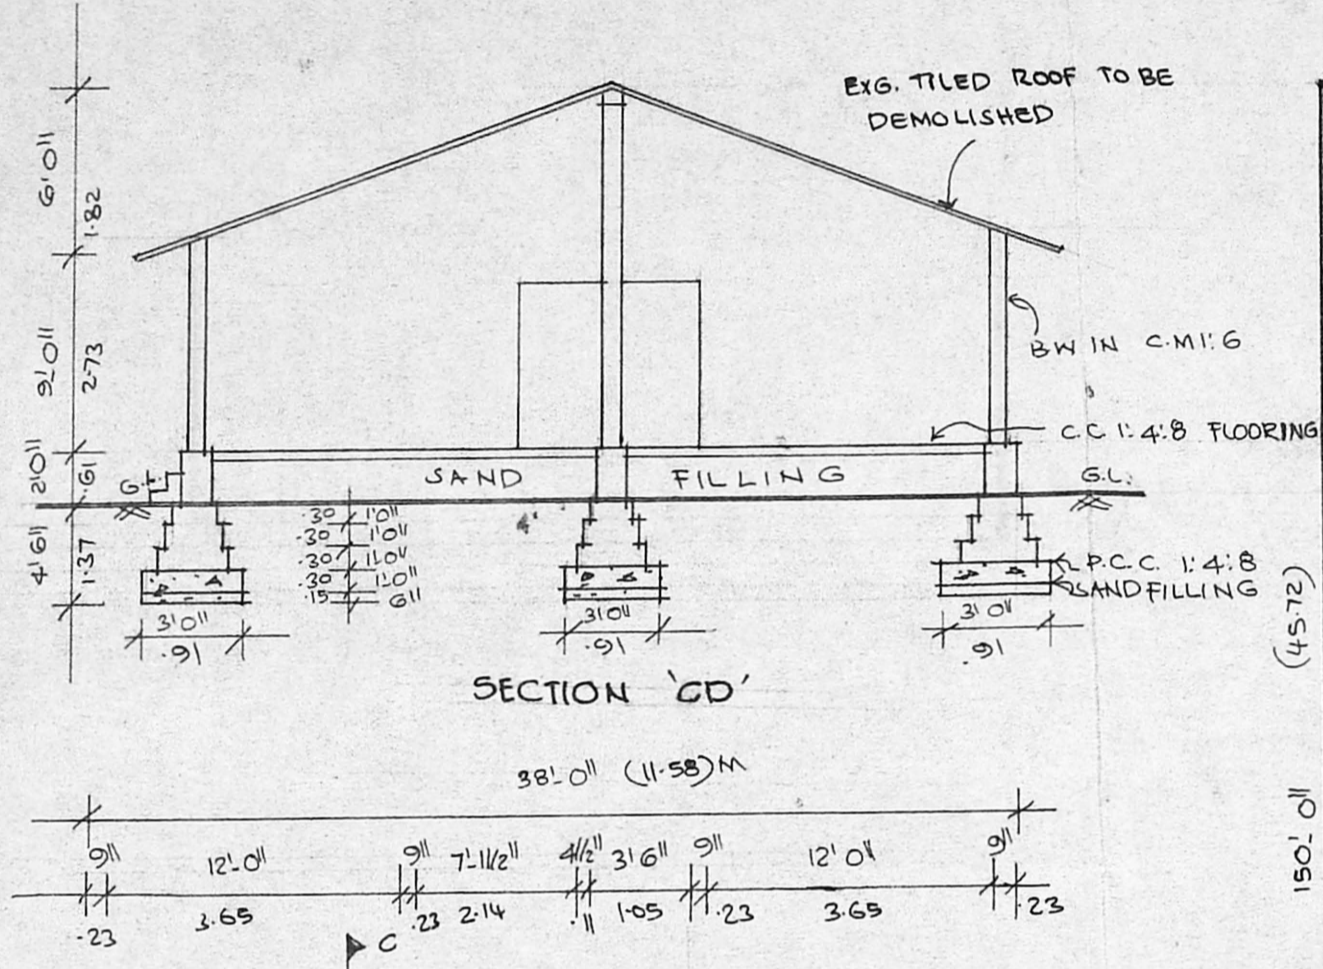 EXG. TILED ROOF TO BE
DEMOLISHED
6'0"
1.82
9'-0"
2.73
2'0"
.61
4'6"
1.37
BW IN C.M 1:6
C.C 1:4:8 FLOORING
SAND FILLING
G.L.
G.L.
.30 1'0"
.30 1'0"
.30 1'0"
.30 1'0"
.15 6"
P.C.C. 1:4:8
SAND FILLING
3'0"
.91
3'0"
.91
3'0"
.91
SECTION 'CD'
(45.72)
150'-0"
38'-0" (11.58)M
9" 12'-0" 9" 7'-1 1/2" 4 1/2" 3'6" 9" 12'0" 9"
.23 3.65 .23 2.14 .11 1.05 .23 3.65 .23
C